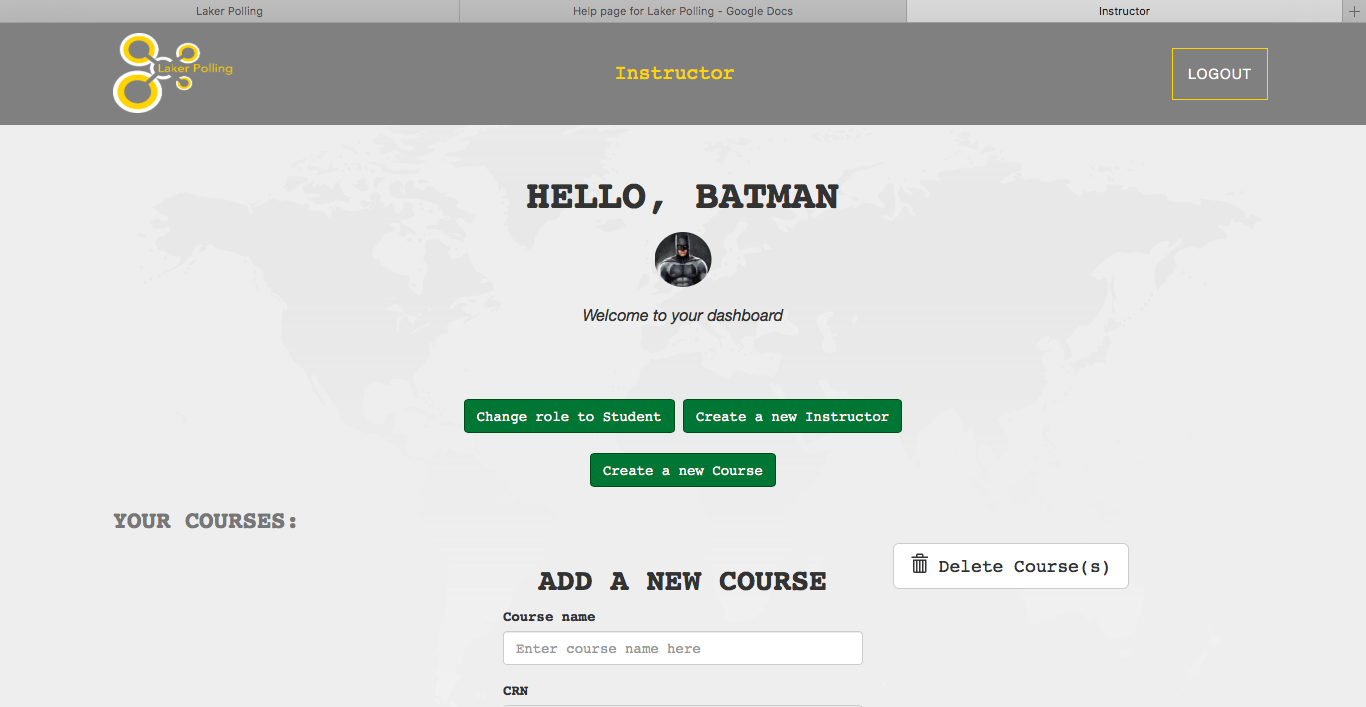 Laker Polling
Help page for Laker Polling - Google Docs
Instructor
Laker Polling
Instructor
LOGOUT
HELLO, BATMAN
Welcome to your dashboard
Change role to Student
Create a new Instructor
Create a new Course
YOUR COURSES:
Delete Course(s)
ADD A NEW COURSE
Course name
Enter course name here
CRN